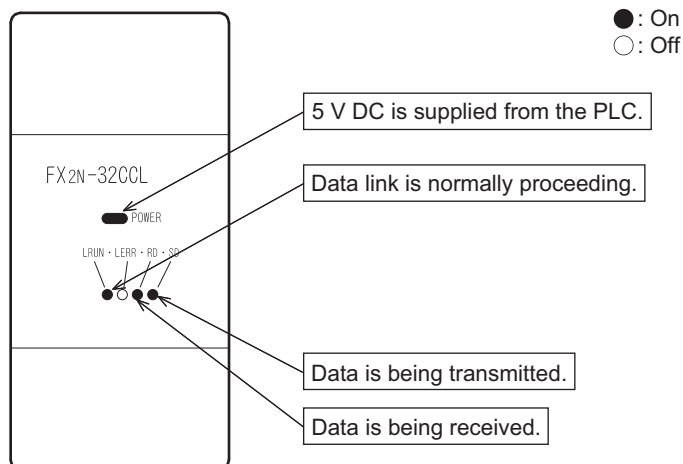 ●: On
○: Off
5 V DC is supplied from the PLC.
FX2N-32CCL
Data link is normally proceeding.
POWER
LRUN・LERR・RD・SD
Data is being transmitted.
Data is being received.